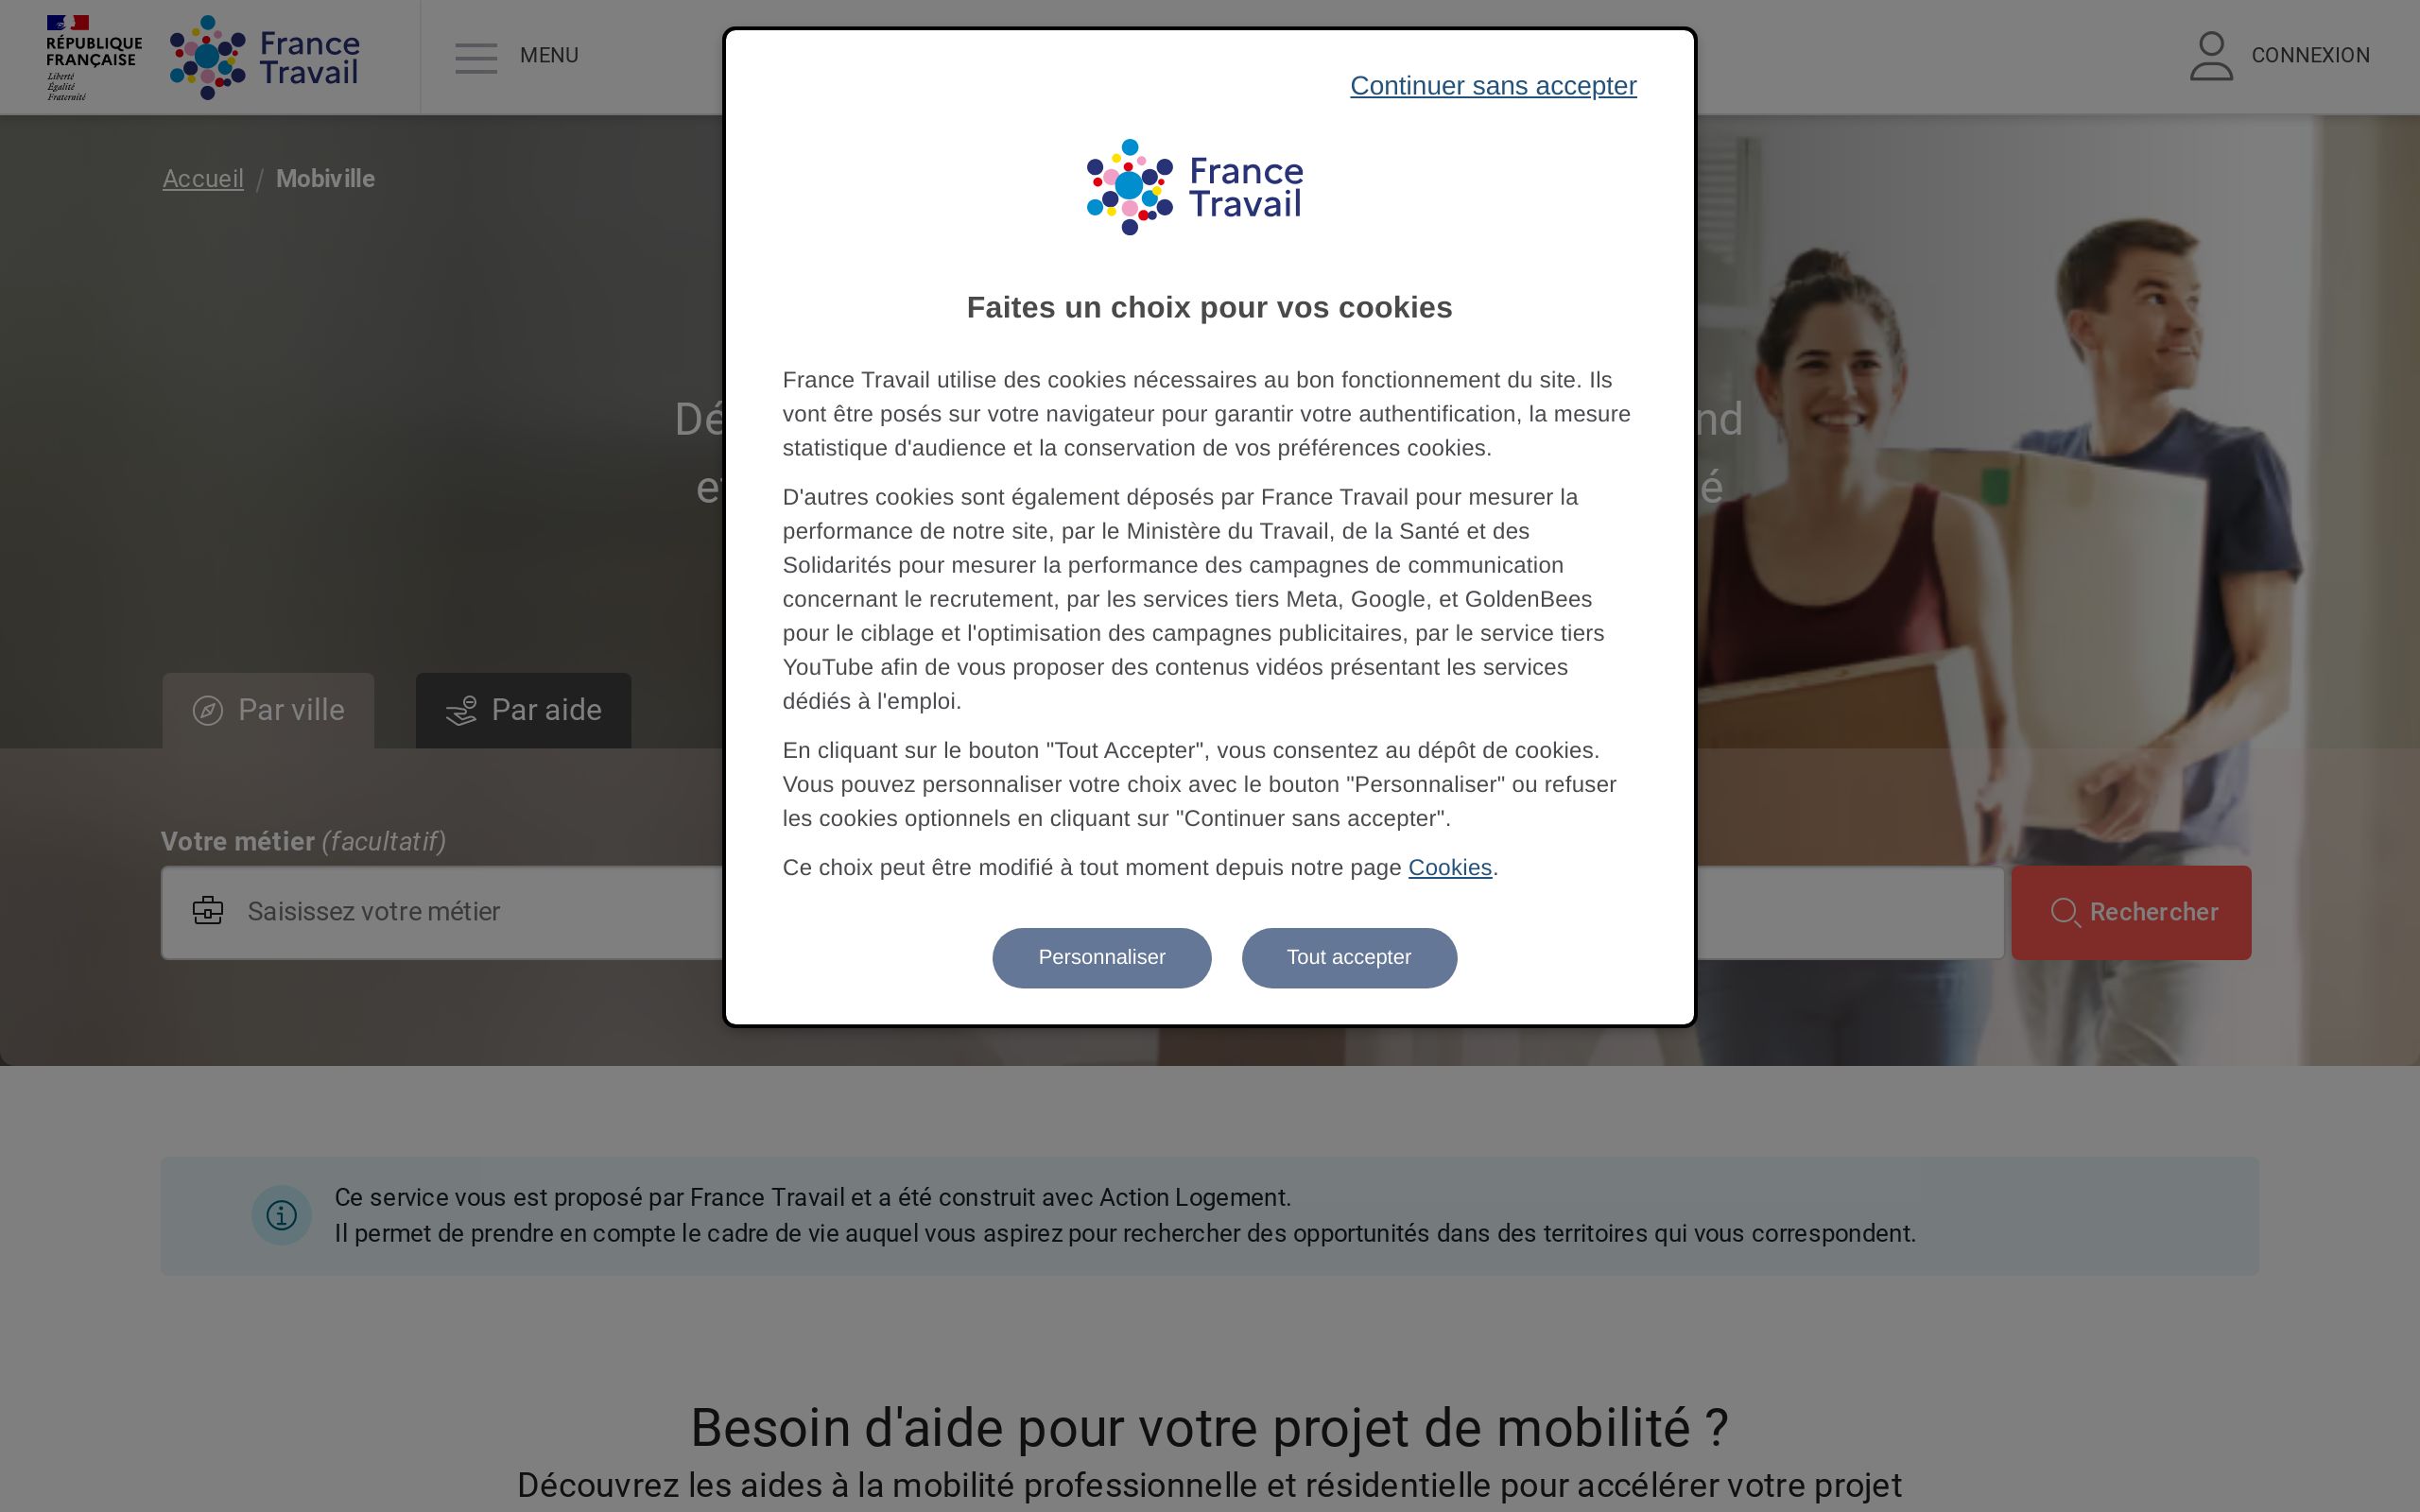 RÉPUBLIQUE
FRANÇAISE
Liberté
Égalité
Fraternité
France
Travail
MENU
CONNEXION
Accueil / Mobiville
Continuer sans accepter
France
Travail
Faites un choix pour vos cookies
France Travail utilise des cookies nécessaires au bon fonctionnement du site. Ils
vont être posés sur votre navigateur pour garantir votre authentification, la mesure
statistique d'audience et la conservation de vos préférences cookies.
D'autres cookies sont également déposés par France Travail pour mesurer la
performance de notre site, par le Ministère du Travail, de la Santé et des
Solidarités pour mesurer la performance des campagnes de communication
concernant le recrutement, par les services tiers Meta, Google, et GoldenBees
pour le ciblage et l'optimisation des campagnes publicitaires, par le service tiers
YouTube afin de vous proposer des contenus vidéos présentant les services
dédiés à l'emploi.
En cliquant sur le bouton "Tout Accepter", vous consentez au dépôt de cookies.
Vous pouvez personnaliser votre choix avec le bouton "Personnaliser" ou refuser
les cookies optionnels en cliquant sur "Continuer sans accepter".
Ce choix peut être modifié à tout moment depuis notre page Cookies.
Personnaliser
Tout accepter
Par ville
Par aide
Votre métier (facultatif)
Saisissez votre métier
Rechercher
Ce service vous est proposé par France Travail et a été construit avec Action Logement.
Il permet de prendre en compte le cadre de vie auquel vous aspirez pour rechercher des opportunités dans des territoires qui vous correspondent.
Besoin d'aide pour votre projet de mobilité ?
Découvrez les aides à la mobilité professionnelle et résidentielle pour accélérer votre projet